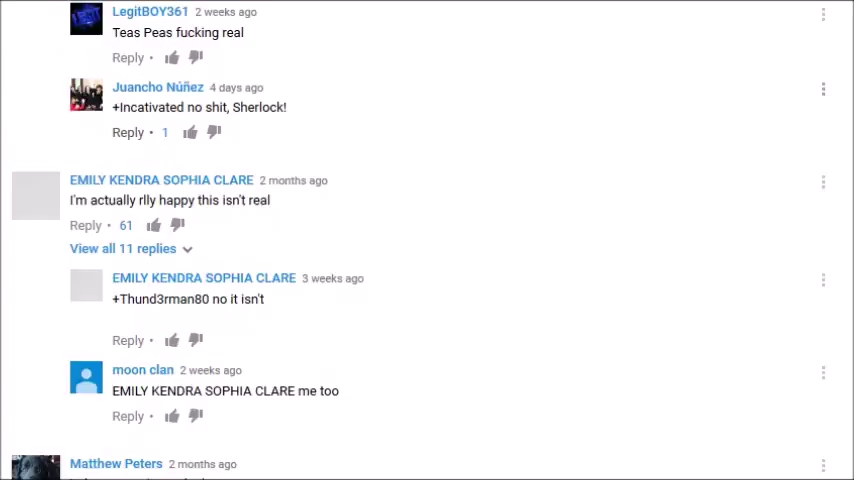 LegitBOY361 2 weeks ago
Teas Peas fucking real
Reply •
Juancho Núñez 4 days ago
+Incativated no shit, Sherlock!
Reply • 1
EMILY KENDRA SOPHIA CLARE 2 months ago
I'm actually rlly happy this isn't real
Reply • 61
View all 11 replies
EMILY KENDRA SOPHIA CLARE 3 weeks ago
+Thund3rman80 no it isn't
Reply •
moon clan 2 weeks ago
EMILY KENDRA SOPHIA CLARE me too
Reply •
Matthew Peters 2 months ago